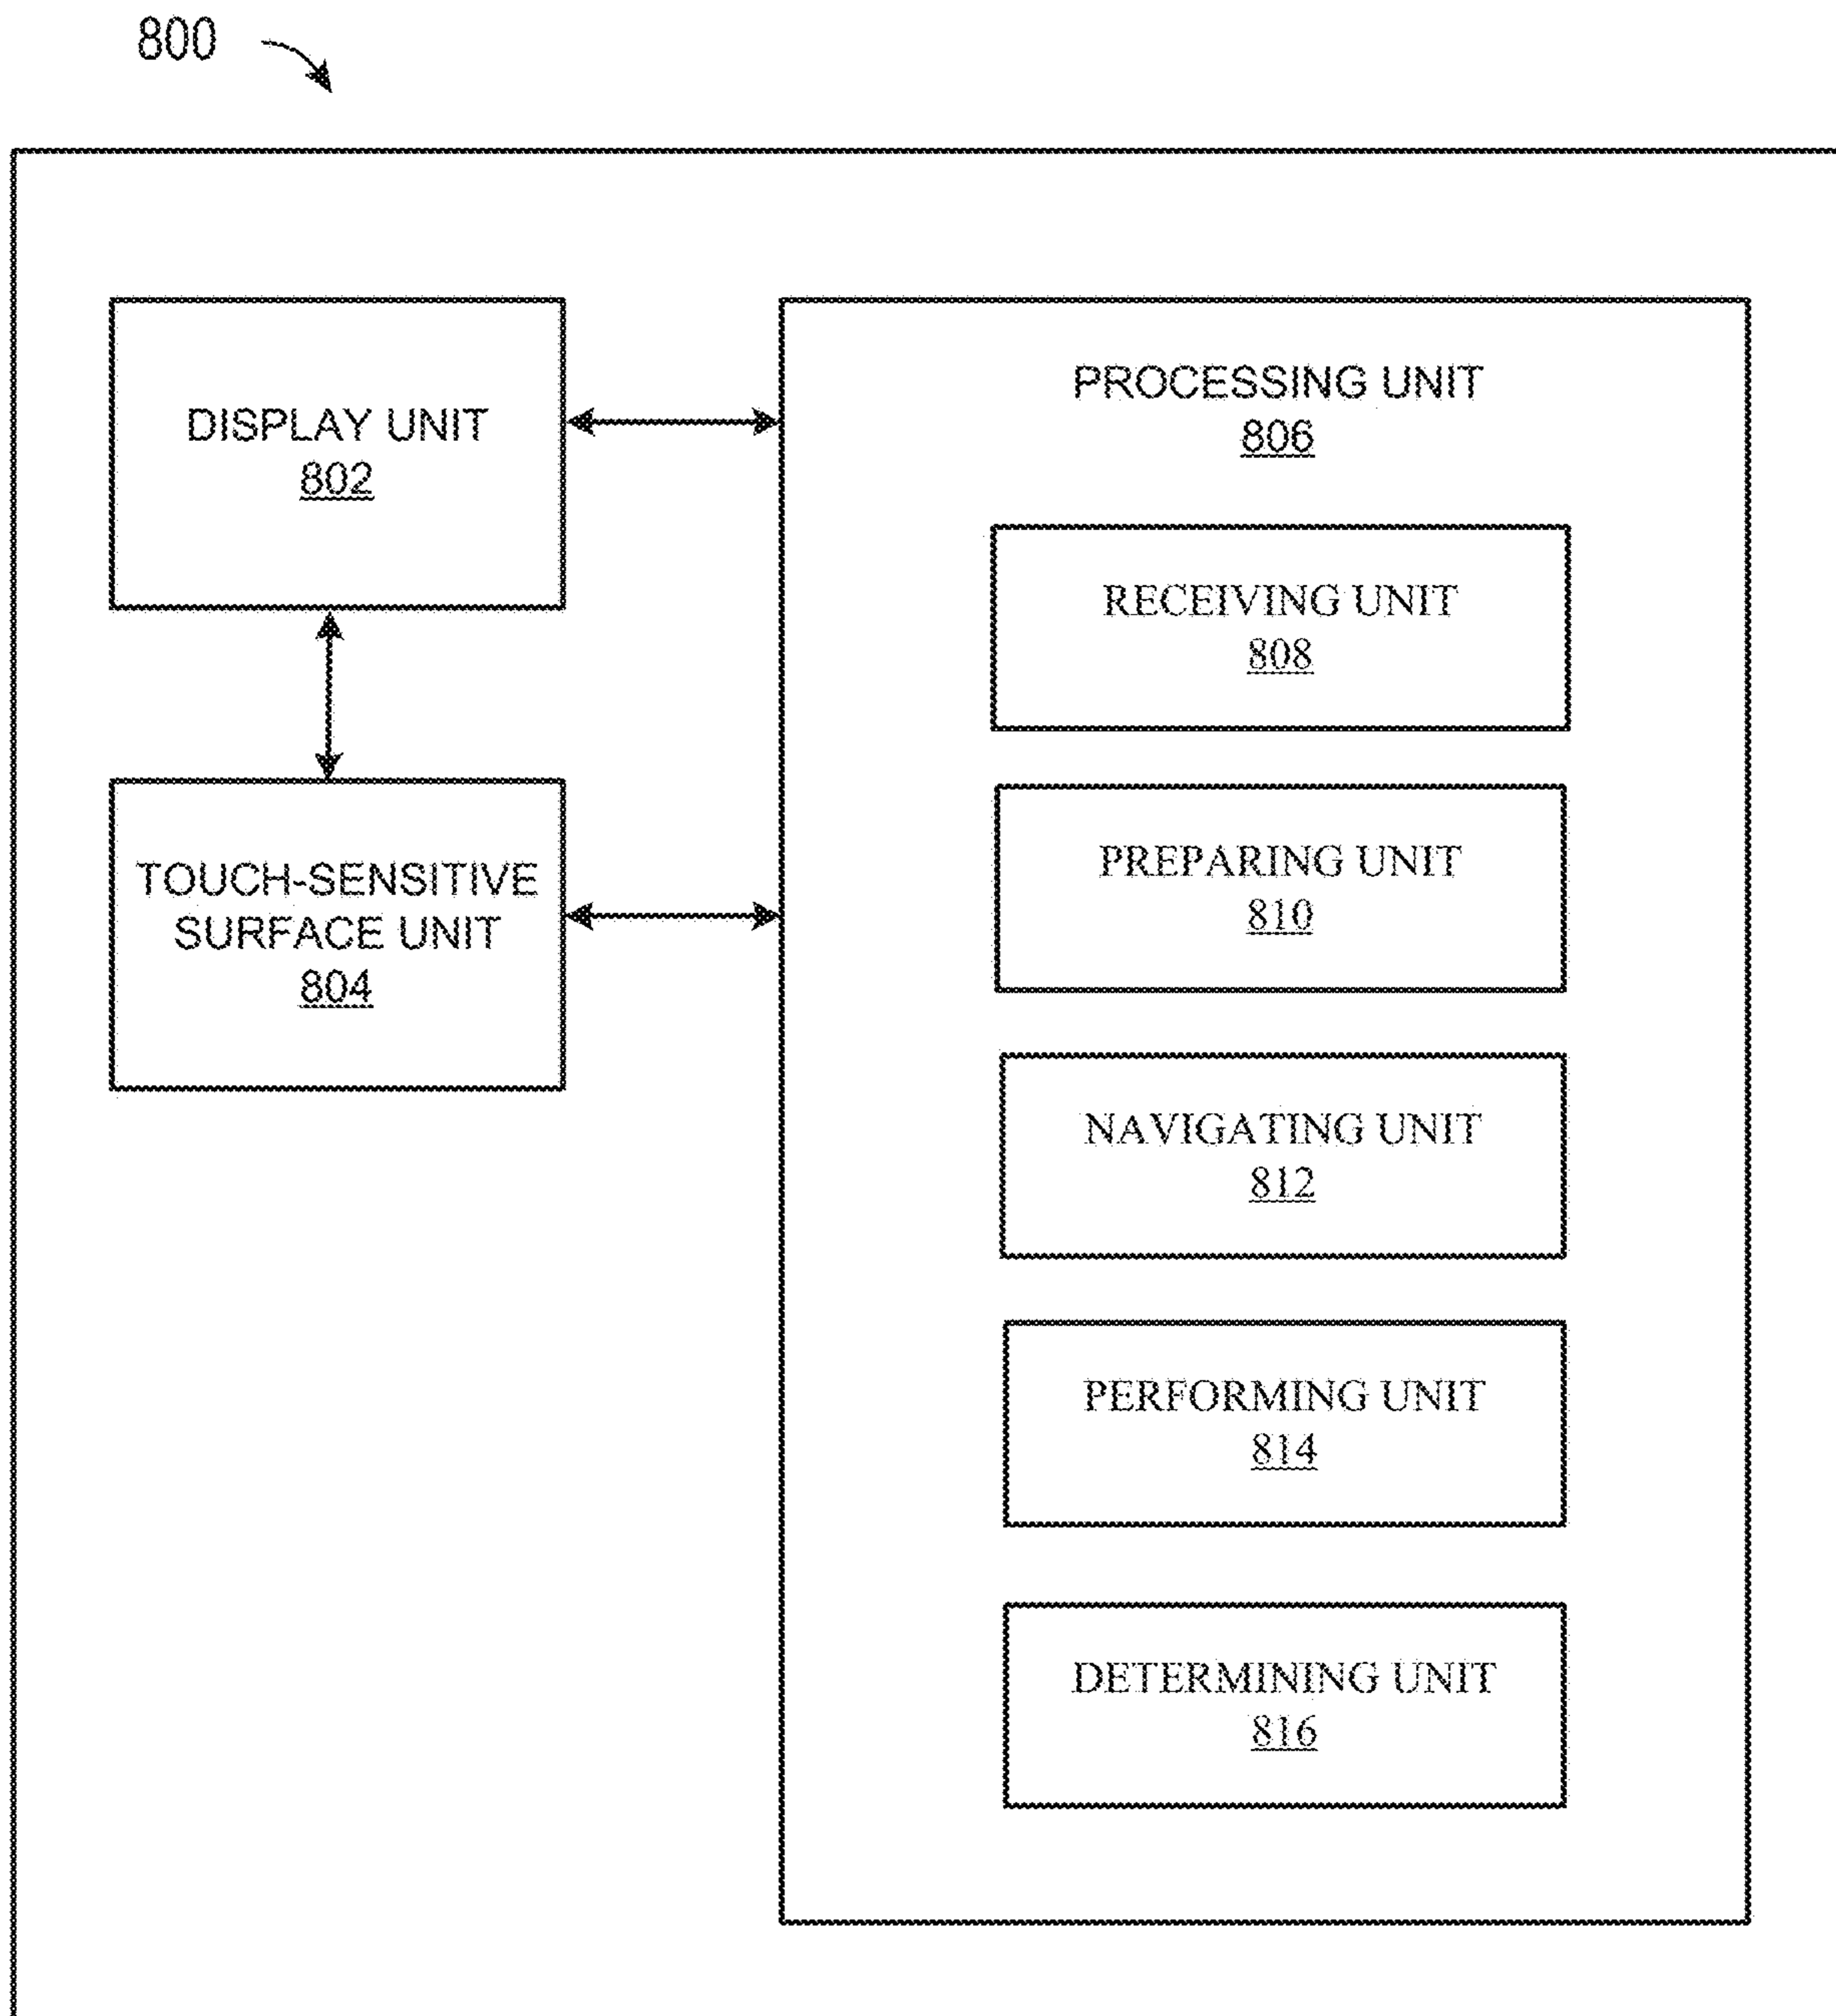 800
DISPLAY UNIT
802
TOUCH-SENSITIVE
SURFACE UNIT
804
PROCESSING UNIT
806
RECEIVING UNIT
808
PREPARING UNIT
810
NAVIGATING UNIT
812
PERFORMING UNIT
814
DETERMINING UNIT
816